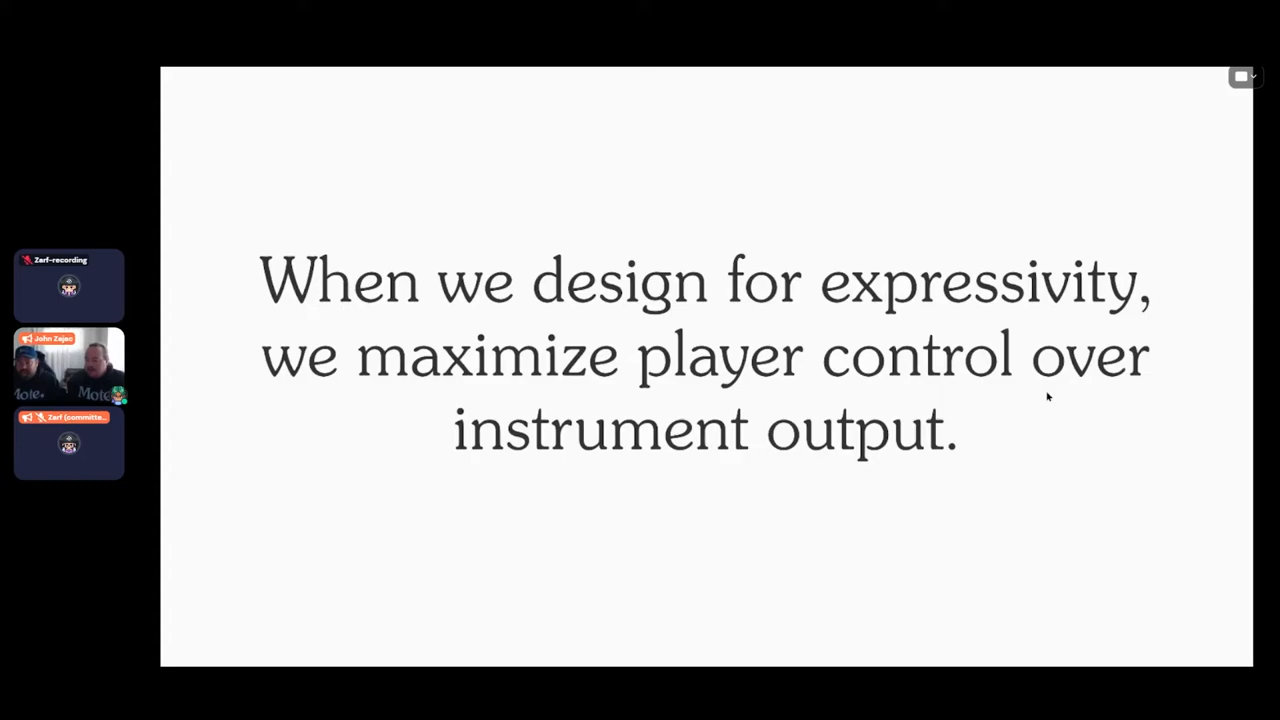 Zarf-recording
John Zajac
Mote.
Mote
Zarf (committe...
When we design for expressivity,
we maximize player control over
instrument output.